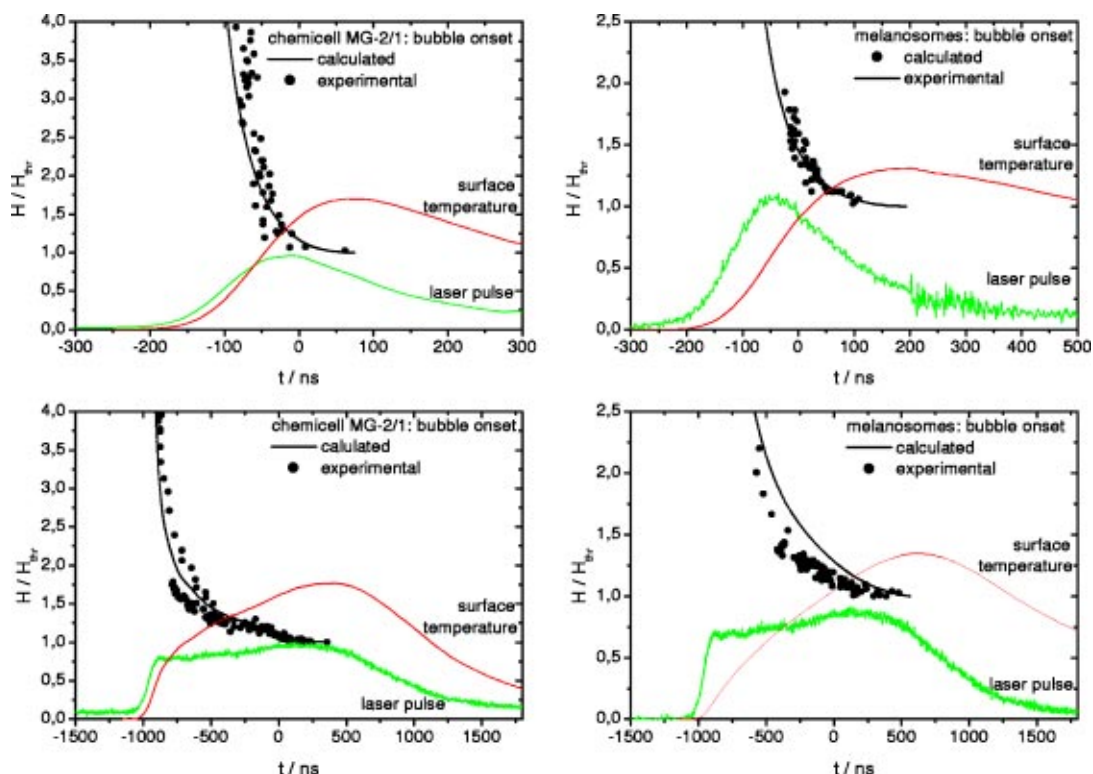 chemicell MG-2/1: bubble onset
calculated
experimental
surface
temperature
laser pulse
H / Hthr
4,0
3,5
3,0
2,5
2,0
1,5
1,0
0,5
0,0
-300 -200 -100 0 100 200 300
t / ns
melanosomes: bubble onset
calculated
experimental
surface
temperature
laser pulse
H / Hthr
2,5
2,0
1,5
1,0
0,5
0,0
-300 -200 -100 0 100 200 300 400 500
t / ns
chemicell MG-2/1: bubble onset
calulated
experimental
surface
temperature
laser pulse
H / Hthr
4,0
3,5
3,0
2,5
2,0
1,5
1,0
0,5
0,0
-1500 -1000 -500 0 500 1000 1500
t / ns
melanosomes: bubble onset
calculated
experimental
surface
temperature
laser pulse
H / Hthr
2,5
2,0
1,5
1,0
0,5
0,0
-1500 -1000 -500 0 500 1000 1500
t / ns